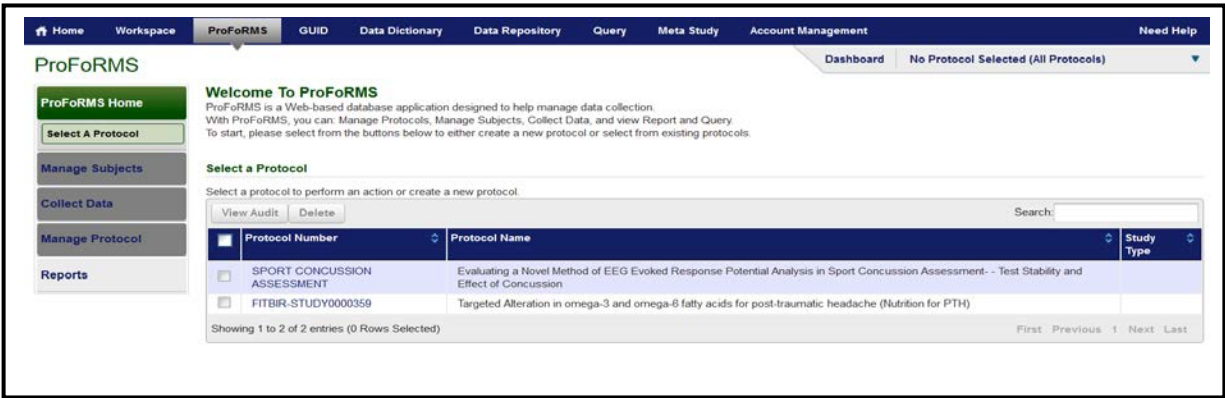 Home Workspace ProFoRMS GUID Data Dictionary Data Repository Query Meta Study Account Management Need Help
ProFoRMS
Dashboard No Protocol Selected (All Protocols)
ProFoRMS Home
Select A Protocol
Manage Subjects
Collect Data
Manage Protocol
Reports
Welcome To ProFoRMS
ProFoRMS is a Web-based database application designed to help manage data collection.
With ProFoRMS, you can: Manage Protocols, Manage Subjects, Collect Data, and view Report and Query.
To start, please select from the buttons below to either create a new protocol or select from existing protocols.
Select a Protocol
Select a protocol to perform an action or create a new protocol.
View Audit Delete Search:
Protocol Number Protocol Name Study
Type
SPORT CONCUSSION
ASSESSMENT
Evaluating a Novel Method of EEG Evoked Response Potential Analysis in Sport Concussion Assessment- - Test Stability and
Effect of Concussion
FITBIR-STUDY0000359 Targeted Alteration in omega-3 and omega-6 fatty acids for post-traumatic headache (Nutrition for PTH)
Showing 1 to 2 of 2 entries (0 Rows Selected) First Previous 1 Next Last